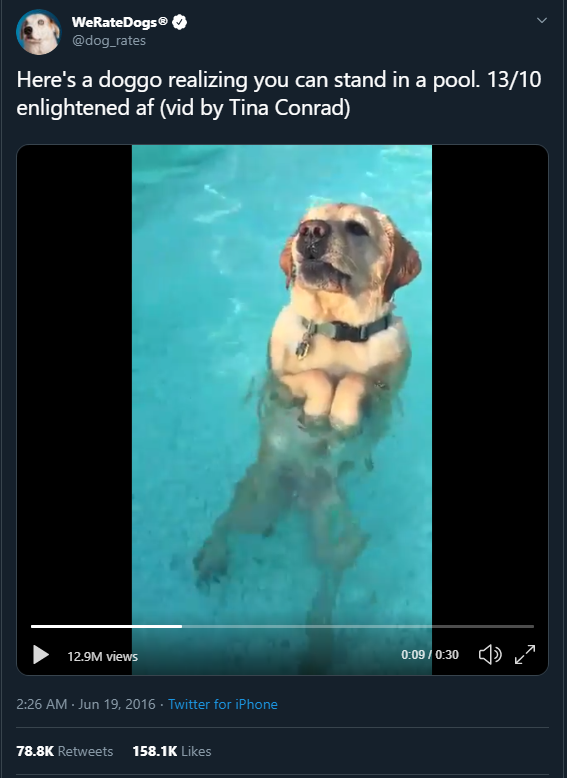 WeRateDogs®
@dog_rates
Here's a doggo realizing you can stand in a pool. 13/10
enlightened af (vid by Tina Conrad)
12.9M views
0:09 / 0:30
2:26 AM · Jun 19, 2016 · Twitter for iPhone
78.8K Retweets 158.1K Likes